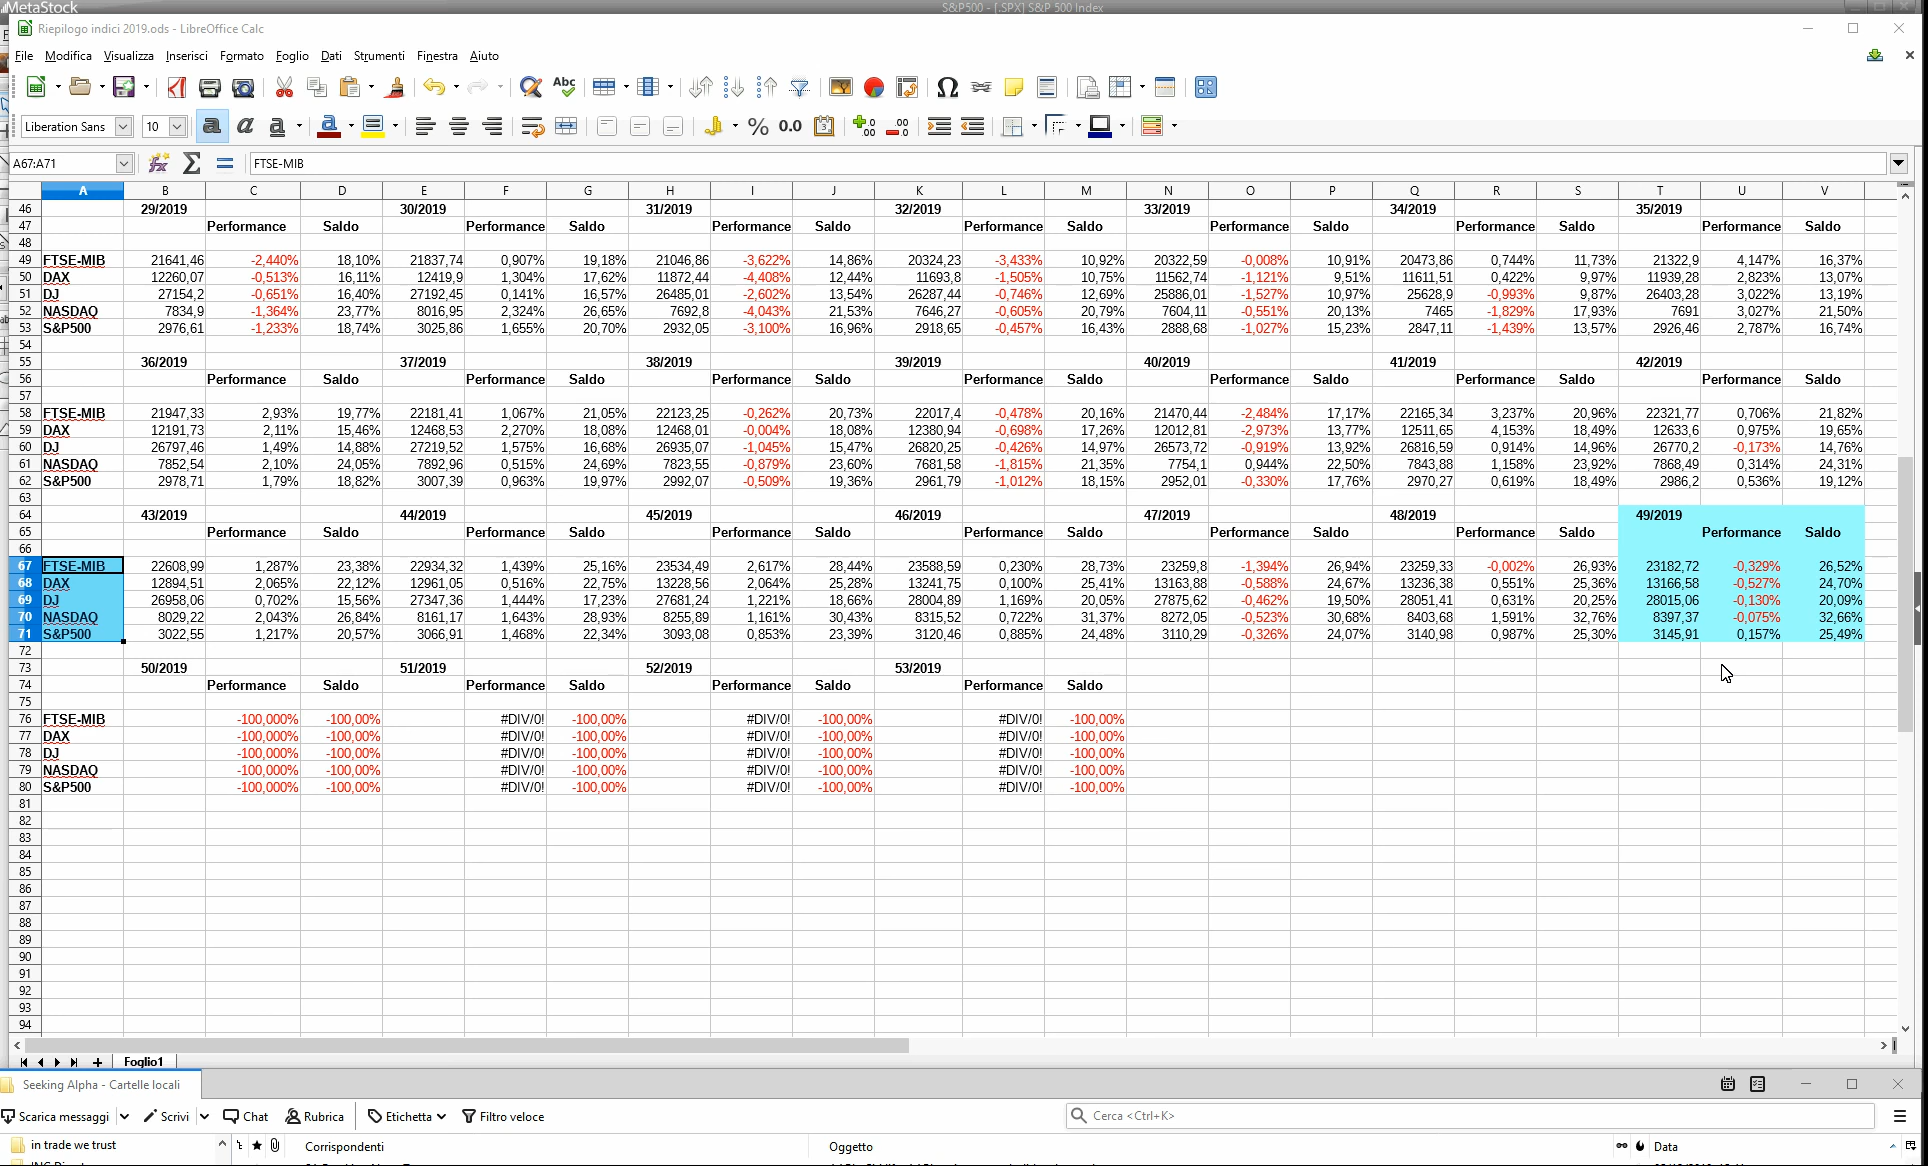 MetaStock
S&P500 - [.SPX] S&P 500 Index
Riepilogo indici 2019.ods - LibreOffice Calc
File Modifica Visualizza Inserisci Formato Foglio Dati Strumenti Finestra Aiuto
Liberation Sans 10
A67:A71 FTSE-MIB
A B C D E F G H I J K L M N O P Q R S T U V
46 29/2019 30/2019 31/2019 32/2019 33/2019 34/2019 35/2019
47 Performance Saldo Performance Saldo Performance Saldo Performance Saldo Performance Saldo Performance Saldo Performance Saldo
48
49 FTSE-MIB 21641,46 -2,440% 18,10% 21837,74 0,907% 19,18% 21046,86 -3,622% 14,86% 20324,23 -3,433% 10,92% 20322,59 -0,008% 10,91% 20473,86 0,744% 11,73% 21322,9 4,147% 16,37%
50 DAX 12260,07 -0,513% 16,11% 12419,9 1,304% 17,62% 11872,44 -4,408% 12,44% 11693,8 -1,505% 10,75% 11562,74 -1,121% 9,51% 11611,51 0,422% 9,97% 11939,28 2,823% 13,07%
51 DJ 27154,2 -0,651% 16,40% 27192,45 0,141% 16,57% 26485,01 -2,602% 13,54% 26287,44 -0,746% 12,69% 25886,01 -1,527% 10,97% 25628,9 -0,993% 9,87% 26403,28 3,022% 13,19%
52 NASDAQ 7834,9 -1,364% 23,77% 8016,95 2,324% 26,65% 7692,8 -4,043% 21,53% 7646,27 -0,605% 20,79% 7604,11 -0,551% 20,13% 7465 -1,829% 17,93% 7691 3,027% 21,50%
53 S&P500 2976,61 -1,233% 18,74% 3025,86 1,655% 20,70% 2932,05 -3,100% 16,96% 2918,65 -0,457% 16,43% 2888,68 -1,027% 15,23% 2847,11 -1,439% 13,57% 2926,46 2,787% 16,74%
54
55 36/2019 37/2019 38/2019 39/2019 40/2019 41/2019 42/2019
56 Performance Saldo Performance Saldo Performance Saldo Performance Saldo Performance Saldo Performance Saldo Performance Saldo
57
58 FTSE-MIB 21947,33 2,93% 19,77% 22181,41 1,067% 21,05% 22123,25 -0,262% 20,73% 22017,4 -0,478% 20,16% 21470,44 -2,484% 17,17% 22165,34 3,237% 20,96% 22321,77 0,706% 21,82%
59 DAX 12191,73 2,11% 15,46% 12468,53 2,270% 18,08% 12468,01 -0,004% 18,08% 12380,94 -0,698% 17,26% 12012,81 -2,973% 13,77% 12511,65 4,153% 18,49% 12633,6 0,975% 19,65%
60 DJ 26797,46 1,49% 14,88% 27219,52 1,575% 16,68% 26935,07 -1,045% 15,47% 26820,25 -0,426% 14,97% 26573,72 -0,919% 13,92% 26816,59 0,914% 14,96% 26770,2 -0,173% 14,76%
61 NASDAQ 7852,54 2,10% 24,05% 7892,96 0,515% 24,69% 7823,55 -0,879% 23,60% 7681,58 -1,815% 21,35% 7754,1 0,944% 22,50% 7843,88 1,158% 23,92% 7868,49 0,314% 24,31%
62 S&P500 2978,71 1,79% 18,82% 3007,39 0,963% 19,97% 2992,07 -0,509% 19,36% 2961,79 -1,012% 18,15% 2952,01 -0,330% 17,76% 2970,27 0,619% 18,49% 2986,2 0,536% 19,12%
63
64 43/2019 44/2019 45/2019 46/2019 47/2019 48/2019 49/2019
65 Performance Saldo Performance Saldo Performance Saldo Performance Saldo Performance Saldo Performance Saldo Performance Saldo
66
67 FTSE-MIB 22608,99 1,287% 23,38% 22934,32 1,439% 25,16% 23534,49 2,617% 28,44% 23588,59 0,230% 28,73% 23259,8 -1,394% 26,94% 23259,33 -0,002% 26,93% 23182,72 -0,329% 26,52%
68 DAX 12894,51 2,065% 22,12% 12961,05 0,516% 22,75% 13228,56 2,064% 25,28% 13241,75 0,100% 25,41% 13163,88 -0,588% 24,67% 13236,38 0,551% 25,36% 13166,58 -0,527% 24,70%
69 DJ 26958,06 0,702% 15,56% 27347,36 1,444% 17,23% 27681,24 1,221% 18,66% 28004,89 1,169% 20,05% 27875,62 -0,462% 19,50% 28051,41 0,631% 20,25% 28015,06 -0,130% 20,09%
70 NASDAQ 8029,22 2,043% 26,84% 8161,17 1,643% 28,93% 8255,89 1,161% 30,43% 8315,52 0,722% 31,37% 8272,05 -0,523% 30,68% 8403,68 1,591% 32,76% 8397,37 -0,075% 32,66%
71 S&P500 3022,55 1,217% 20,57% 3066,91 1,468% 22,34% 3093,08 0,853% 23,39% 3120,46 0,885% 24,48% 3110,29 -0,326% 24,07% 3140,98 0,987% 25,30% 3145,91 0,157% 25,49%
72
73 50/2019 51/2019 52/2019 53/2019
74 Performance Saldo Performance Saldo Performance Saldo Performance Saldo
75
76 FTSE-MIB -100,000% -100,00% #DIV/0! -100,00% #DIV/0! -100,00% #DIV/0! -100,00%
77 DAX -100,000% -100,00% #DIV/0! -100,00% #DIV/0! -100,00% #DIV/0! -100,00%
78 DJ -100,000% -100,00% #DIV/0! -100,00% #DIV/0! -100,00% #DIV/0! -100,00%
79 NASDAQ -100,000% -100,00% #DIV/0! -100,00% #DIV/0! -100,00% #DIV/0! -100,00%
80 S&P500 -100,000% -100,00% #DIV/0! -100,00% #DIV/0! -100,00% #DIV/0! -100,00%
81
82
83
84
85
86
87
88
89
90
91
92
93
94
Foglio1
Seeking Alpha - Cartelle locali
Scarica messaggi Scrivi Chat Rubrica Etichetta Filtro veloce Cerca <Ctrl+K>
in trade we trust Corrispondenti Oggetto Data